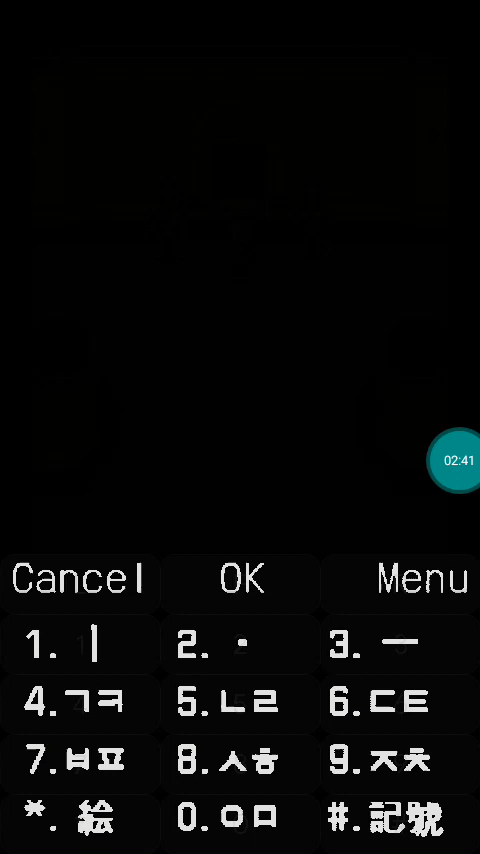 02:41
Cancel OK Menu
1. ㅣ 2. · 3. ㅡ
4.ㄱㅋ 5.ㄴㄹ 6.ㄷㅌ
7.ㅂㅍ 8.ㅅㅎ 9.ㅈㅊ
*. 絵 0.ㅇㅁ #.記號